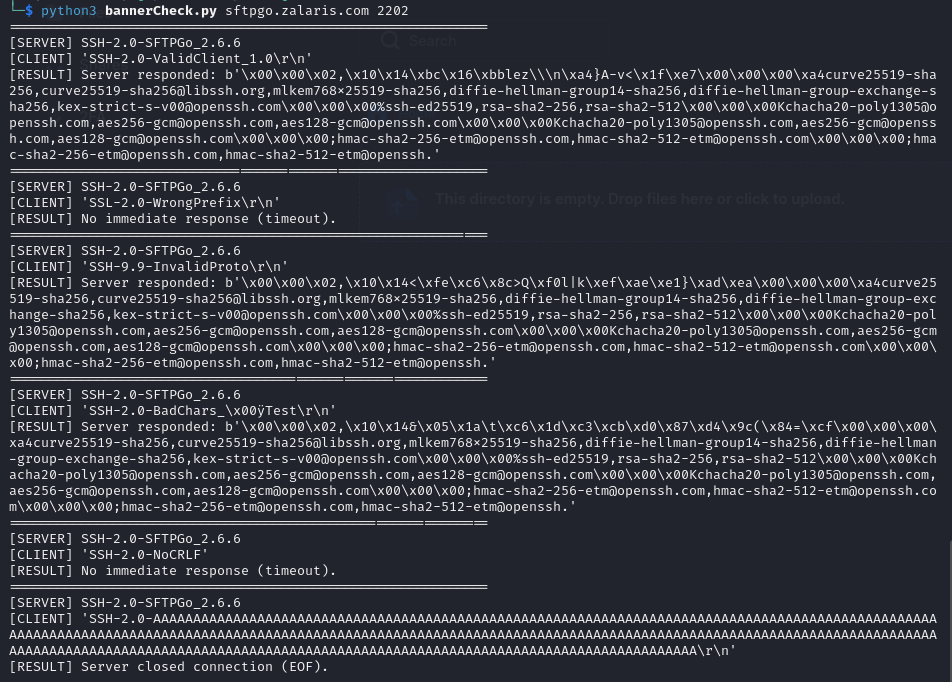 └─$ python3 bannerCheck.py sftpgo.zalaris.com 2202
Search
[SERVER] SSH-2.0-SFTPGo_2.6.6
[CLIENT] 'SSH-2.0-ValidClient_1.0\r\n'
[RESULT] Server responded: b'\x00\x00\x02,\x10\x14\xbc\x16\xbblez\\\n\xa4}A-v<\x1f\xe7\x00\x00\x00\xa4curve25519-sha
256,curve25519-sha256@libssh.org,mlkem768×25519-sha256,diffie-hellman-group14-sha256,diffie-hellman-group-exchange-s
ha256,kex-strict-s-v00@openssh.com\x00\x00\x00%ssh-ed25519,rsa-sha2-256,rsa-sha2-512\x00\x00\x00Kchacha20-poly1305@o
penssh.com,aes256-gcm@openssh.com,aes128-gcm@openssh.com\x00\x00\x00Kchacha20-poly1305@openssh.com,aes256-gcm@openss
h.com,aes128-gcm@openssh.com\x00\x00\x00;hmac-sha2-256-etm@openssh.com,hmac-sha2-512-etm@openssh.com\x00\x00\x00;hma
c-sha2-256-etm@openssh.com,hmac-sha2-512-etm@openssh.'
[SERVER] SSH-2.0-SFTPGo_2.6.6
[CLIENT] 'SSL-2.0-WrongPrefix\r\n'
This directory is empty. Drop files here or click to upload.
[RESULT] No immediate response (timeout).
[SERVER] SSH-2.0-SFTPGo_2.6.6
[CLIENT] 'SSH-9.9-InvalidProto\r\n'
[RESULT] Server responded: b'\x00\x00\x02,\x10\x14<\xfe\xc6\x8c>Q\xf0l|k\xef\xae\xe1}\xad\xea\x00\x00\x00\xa4curve25
519-sha256,curve25519-sha256@libssh.org,mlkem768×25519-sha256,diffie-hellman-group14-sha256,diffie-hellman-group-exc
hange-sha256,kex-strict-s-v00@openssh.com\x00\x00\x00%ssh-ed25519,rsa-sha2-256,rsa-sha2-512\x00\x00\x00Kchacha20-pol
y1305@openssh.com,aes256-gcm@openssh.com,aes128-gcm@openssh.com\x00\x00\x00Kchacha20-poly1305@openssh.com,aes256-gcm
@openssh.com,aes128-gcm@openssh.com\x00\x00\x00;hmac-sha2-256-etm@openssh.com,hmac-sha2-512-etm@openssh.com\x00\x00\
x00;hmac-sha2-256-etm@openssh.com,hmac-sha2-512-etm@openssh.'
[SERVER] SSH-2.0-SFTPGo_2.6.6
[CLIENT] 'SSH-2.0-BadChars_\x00ÿTest\r\n'
[RESULT] Server responded: b'\x00\x00\x02,\x10\x14&\x05\x1a\t\xc6\x1d\xc3\xcb\xd0\x87\xd4\x9c(\x84=\xcf\x00\x00\x00\
xa4curve25519-sha256,curve25519-sha256@libssh.org,mlkem768×25519-sha256,diffie-hellman-group14-sha256,diffie-hellman
-group-exchange-sha256,kex-strict-s-v00@openssh.com\x00\x00\x00%ssh-ed25519,rsa-sha2-256,rsa-sha2-512\x00\x00\x00Kch
acha20-poly1305@openssh.com,aes256-gcm@openssh.com,aes128-gcm@openssh.com\x00\x00\x00Kchacha20-poly1305@openssh.com,
aes256-gcm@openssh.com,aes128-gcm@openssh.com\x00\x00\x00;hmac-sha2-256-etm@openssh.com,hmac-sha2-512-etm@openssh.co
m\x00\x00\x00;hmac-sha2-256-etm@openssh.com,hmac-sha2-512-etm@openssh.'
[SERVER] SSH-2.0-SFTPGo_2.6.6
[CLIENT] 'SSH-2.0-NoCRLF'
[RESULT] No immediate response (timeout).
[SERVER] SSH-2.0-SFTPGo_2.6.6
[CLIENT] 'SSH-2.0-AAAAAAAAAAAAAAAAAAAAAAAAAAAAAAAAAAAAAAAAAAAAAAAAAAAAAAAAAAAAAAAAAAAAAAAAAAAAAAAAAAAAAAAAAAAAAAAAAA
AAAAAAAAAAAAAAAAAAAAAAAAAAAAAAAAAAAAAAAAAAAAAAAAAAAAAAAAAAAAAAAAAAAAAAAAAAAAAAAAAAAAAAAAAAAAAAAAAAAAAAAAAAAAAAAAAAAA
AAAAAAAAAAAAAAAAAAAAAAAAAAAAAAAAAAAAAAAAAAAAAAAAAAAAAAAAAAAAAAAAAAAAAAAAAAAAAAAAAAAAAA\r\n'
[RESULT] Server closed connection (EOF).